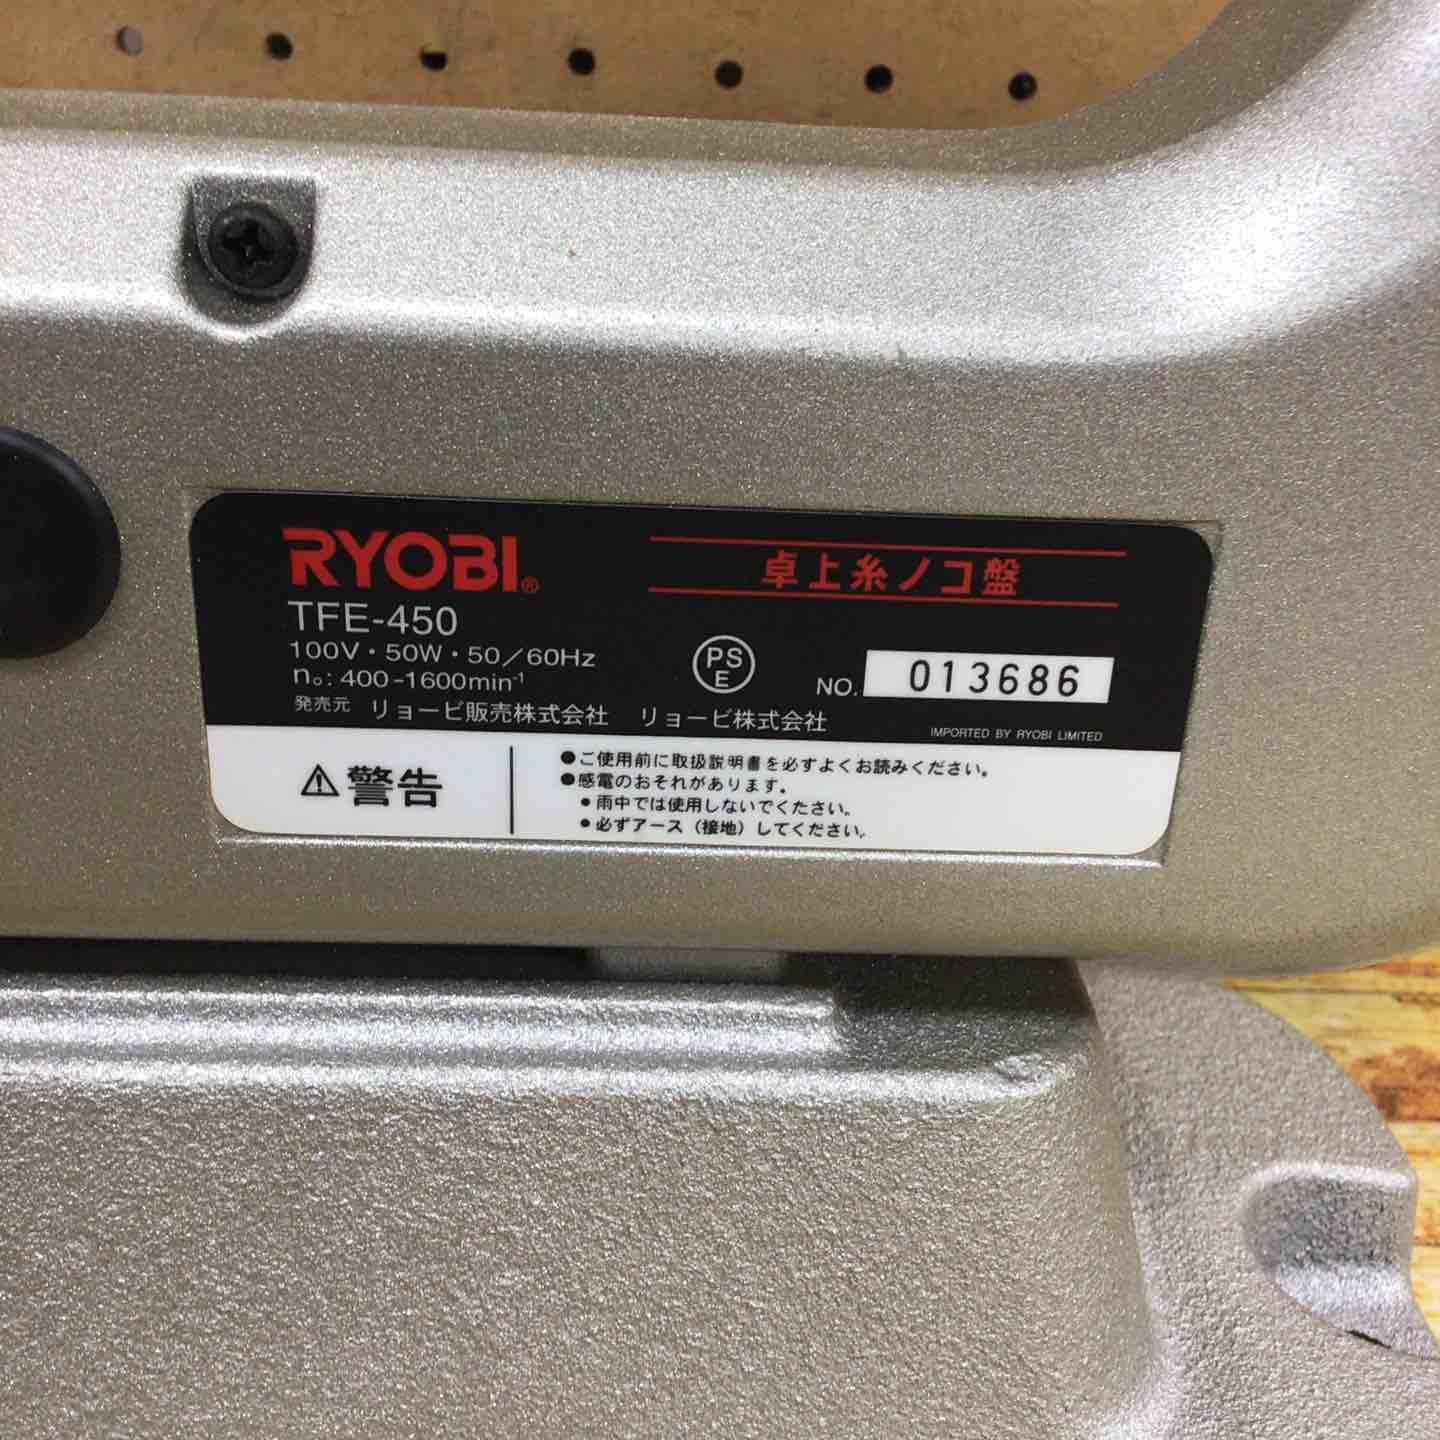 RYOBI®
卓上糸ノコ盤
TFE-450
100V・50W・50/60Hz
n₀: 400-1600min⁻¹
PSE
NO. 013686
発売元 リョービ販売株式会社 リョービ株式会社
IMPORTED BY RYOBI LIMITED
⚠警告
●ご使用前に取扱説明書を必ずよくお読みください。
●感電のおそれがあります。
●雨中では使用しないでください。
●必ずアース（接地）してください。